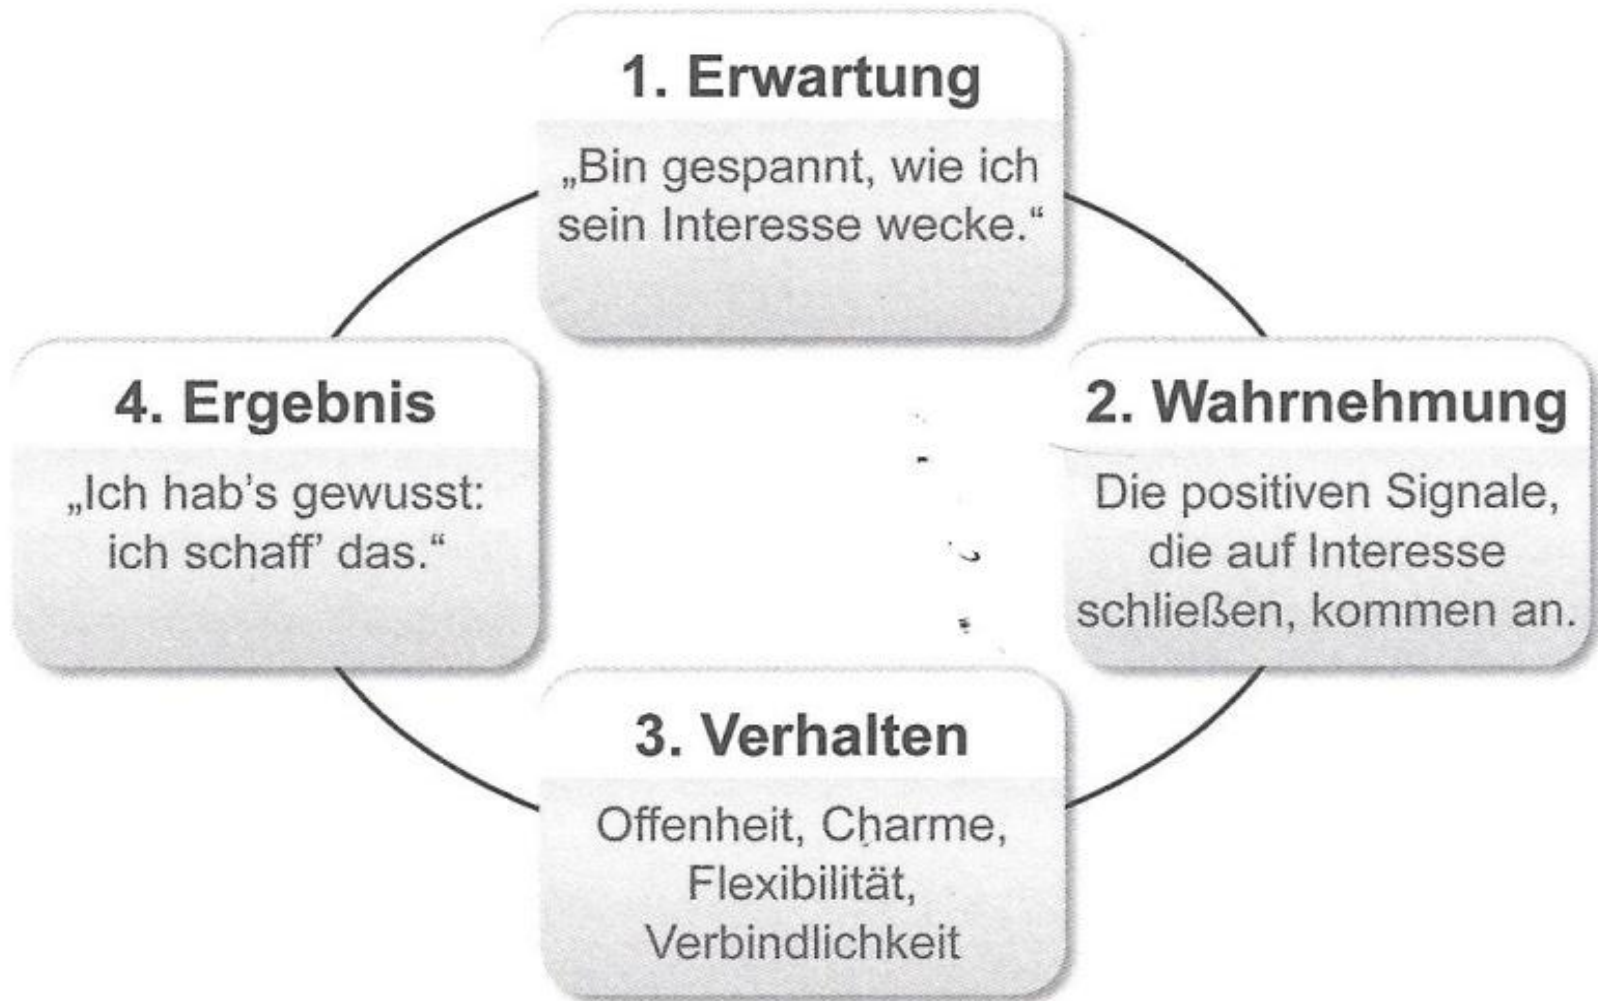 1. Erwartung
„Bin gespannt, wie ich
sein Interesse wecke.“
2. Wahrnehmung
Die positiven Signale,
die auf Interesse
schließen, kommen an.
3. Verhalten
Offenheit, Charme,
Flexibilität,
Verbindlichkeit
4. Ergebnis
„Ich hab’s gewusst:
ich schaff’ das.“